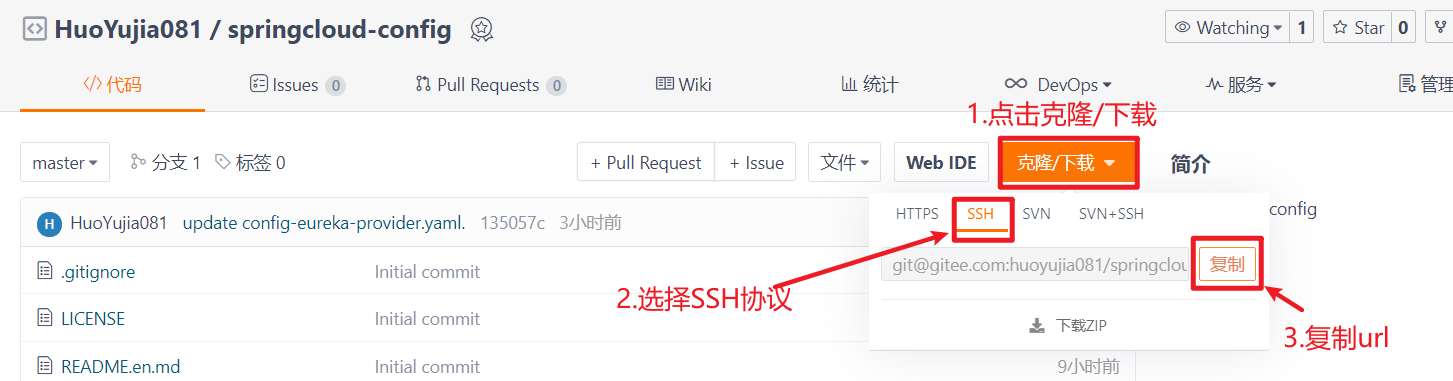 HuoYujia081 / springcloud-config
Watching 1 Star 0
代码 Issues 0 Pull Requests 0 Wiki 统计 DevOps 服务 管理
1.点击克隆/下载
master 分支 1 标签 0 + Pull Request + Issue 文件 Web IDE 克隆/下载 简介
H HuoYujia081 update config-eureka-provider.yaml. 135057c 3小时前
HTTPS SSH SVN SVN+SSH
config
git@gitee.com:huoyujia081/springclou 复制
.gitignore Initial commit
2.选择SSH协议
LICENSE Initial commit
下载ZIP
3.复制url
README.en.md Initial commit 9小时前